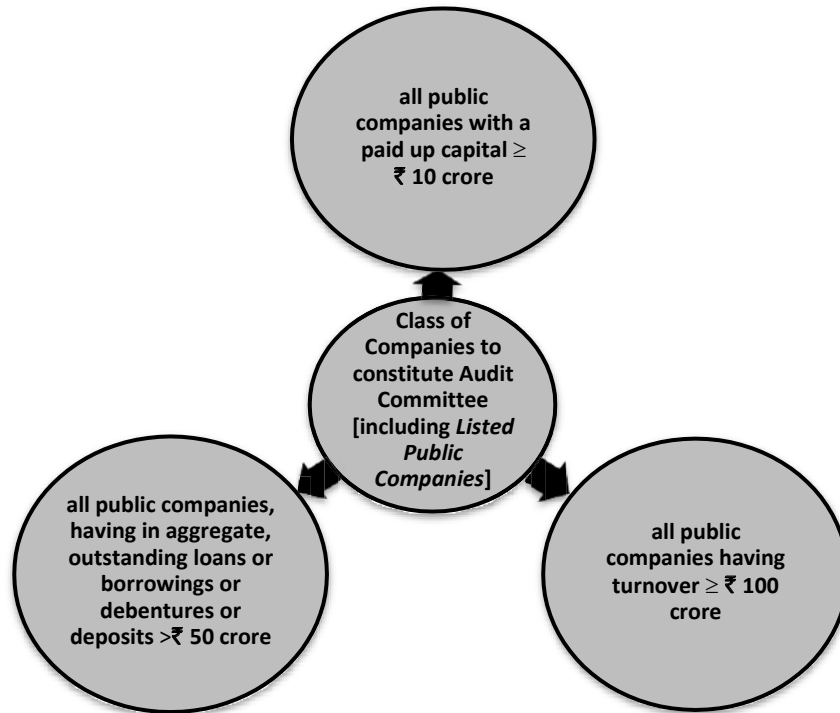 all public
companies with a
paid up capital ≥
₹ 10 crore
Class of
Companies to
constitute Audit
Committee
[including Listed
Public
Companies]
all public companies,
having in aggregate,
outstanding loans or
borrowings or
debentures or
deposits >₹ 50 crore
all public
companies having
turnover ≥ ₹ 100
crore